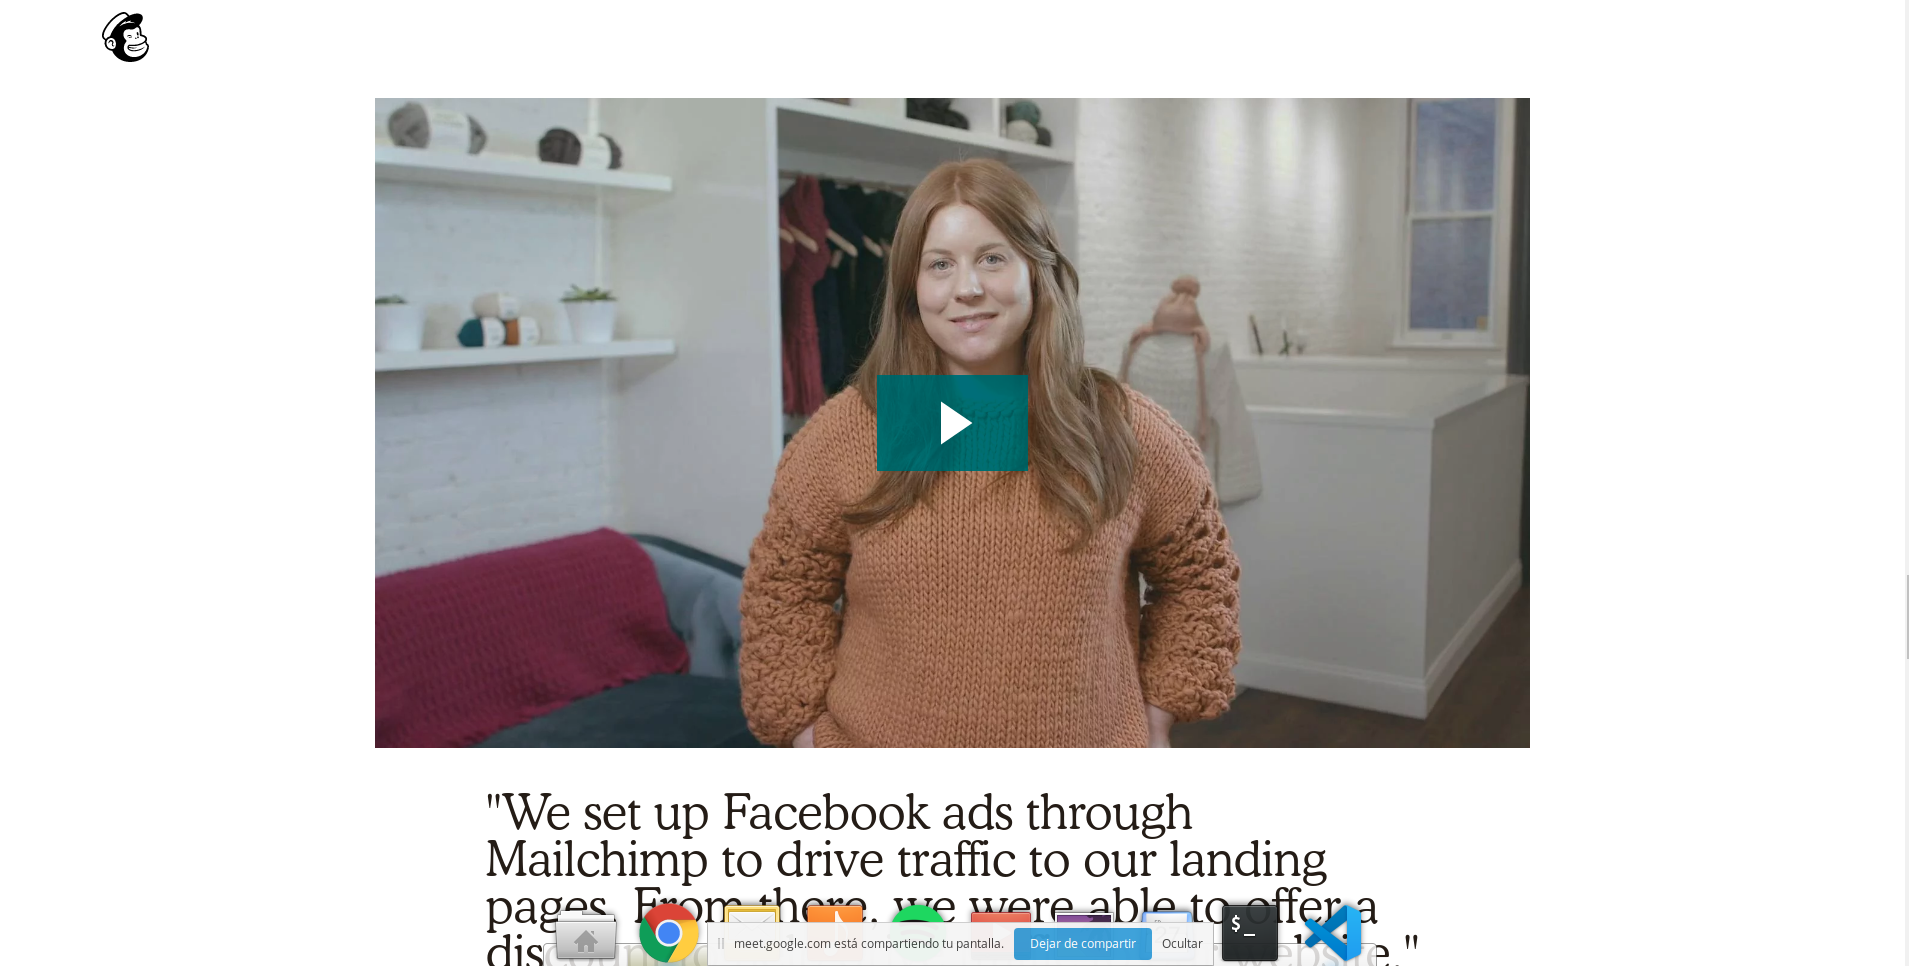 "We set up Facebook ads through
Mailchimp to drive traffic to our landing
pages. From there, we were able to offer a
website."
meet.google.com está compartiendo tu pantalla.
Dejar de compartir
Ocultar
$_